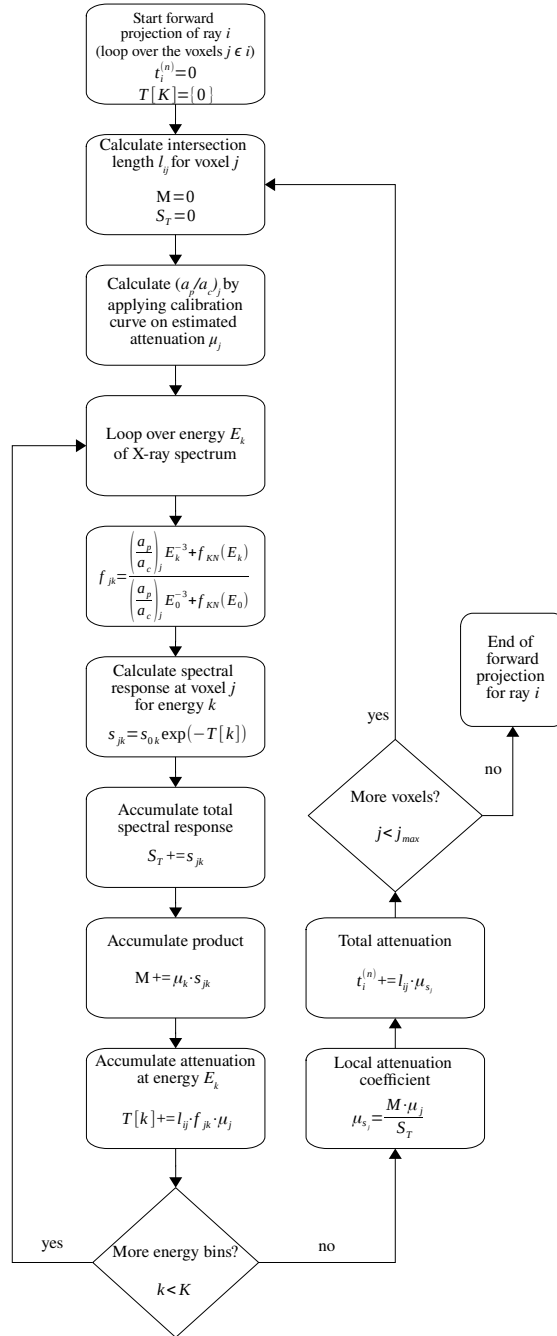 Start forward
projection of ray i
(loop over the voxels j ϵ i)
t_i^(n)=0
T[K]={0}
Calculate intersection
length l_ij for voxel j
M=0
S_T=0
Calculate (a_p/a_c)_j by
applying calibration
curve on estimated
attenuation μ_j
Loop over energy E_k
of X-ray spectrum
f_jk = ((a_p/a_c)_j E_k^-3 + f_KN(E_k)) / ((a_p/a_c)_j E_0^-3 + f_KN(E_0))
Calculate spectral
response at voxel j
for energy k
s_jk=s_0k exp(−T[k])
Accumulate total
spectral response
S_T += s_jk
Accumulate product
M += μ_k·s_jk
Accumulate attenuation
at energy E_k
T[k] += l_ij·f_jk·μ_j
More energy bins?
k<K
yes
no
Local attenuation
coefficient
μ_s_j = M·μ_j / S_T
Total attenuation
t_i^(n) += l_ij·μ_s_j
More voxels?
j<j_max
yes
no
End of
forward
projection
for ray i